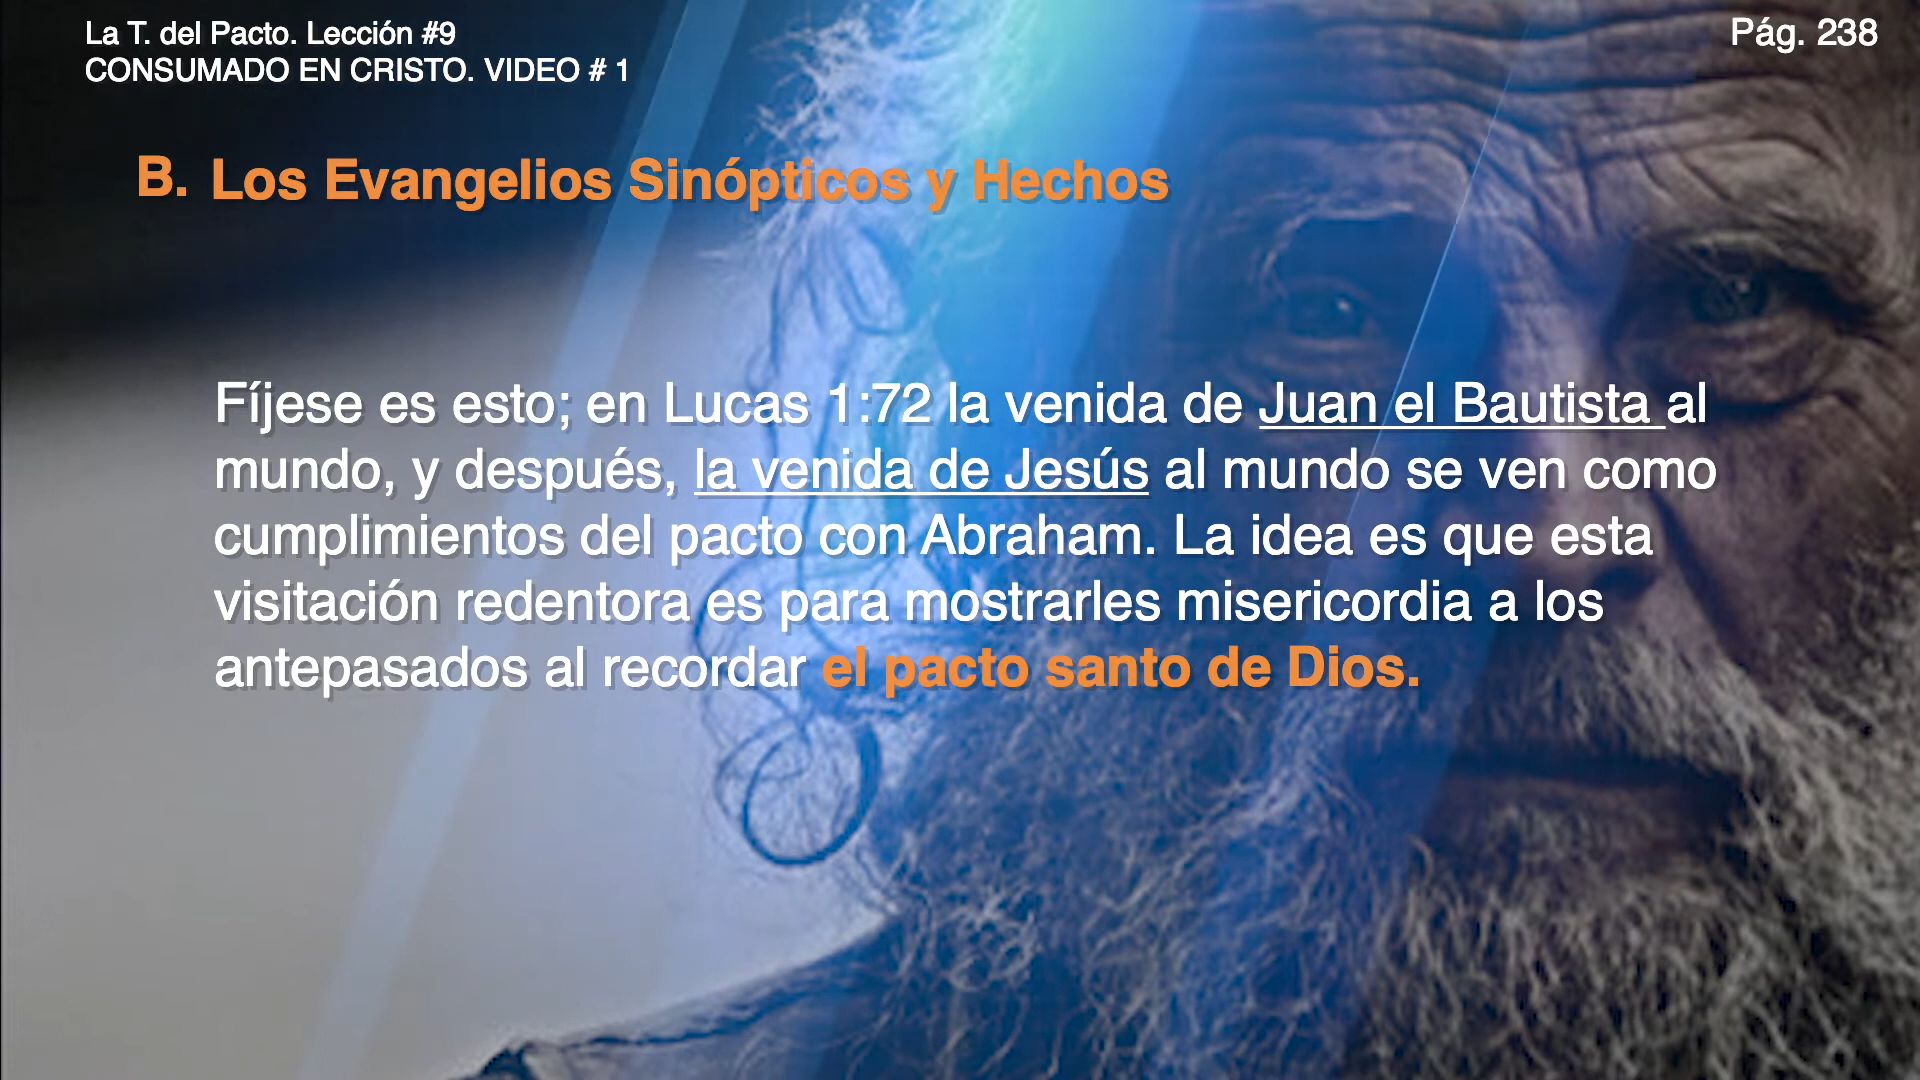 La T. del Pacto. Lección #9
CONSUMADO EN CRISTO. VIDEO # 1
Pág. 238
B. Los Evangelios Sinópticos y Hechos
Fíjese es esto; en Lucas 1:72 la venida de Juan el Bautista al
mundo, y después, la venida de Jesús al mundo se ven como
cumplimientos del pacto con Abraham. La idea es que esta
visitación redentora es para mostrarles misericordia a los
antepasados al recordar el pacto santo de Dios.